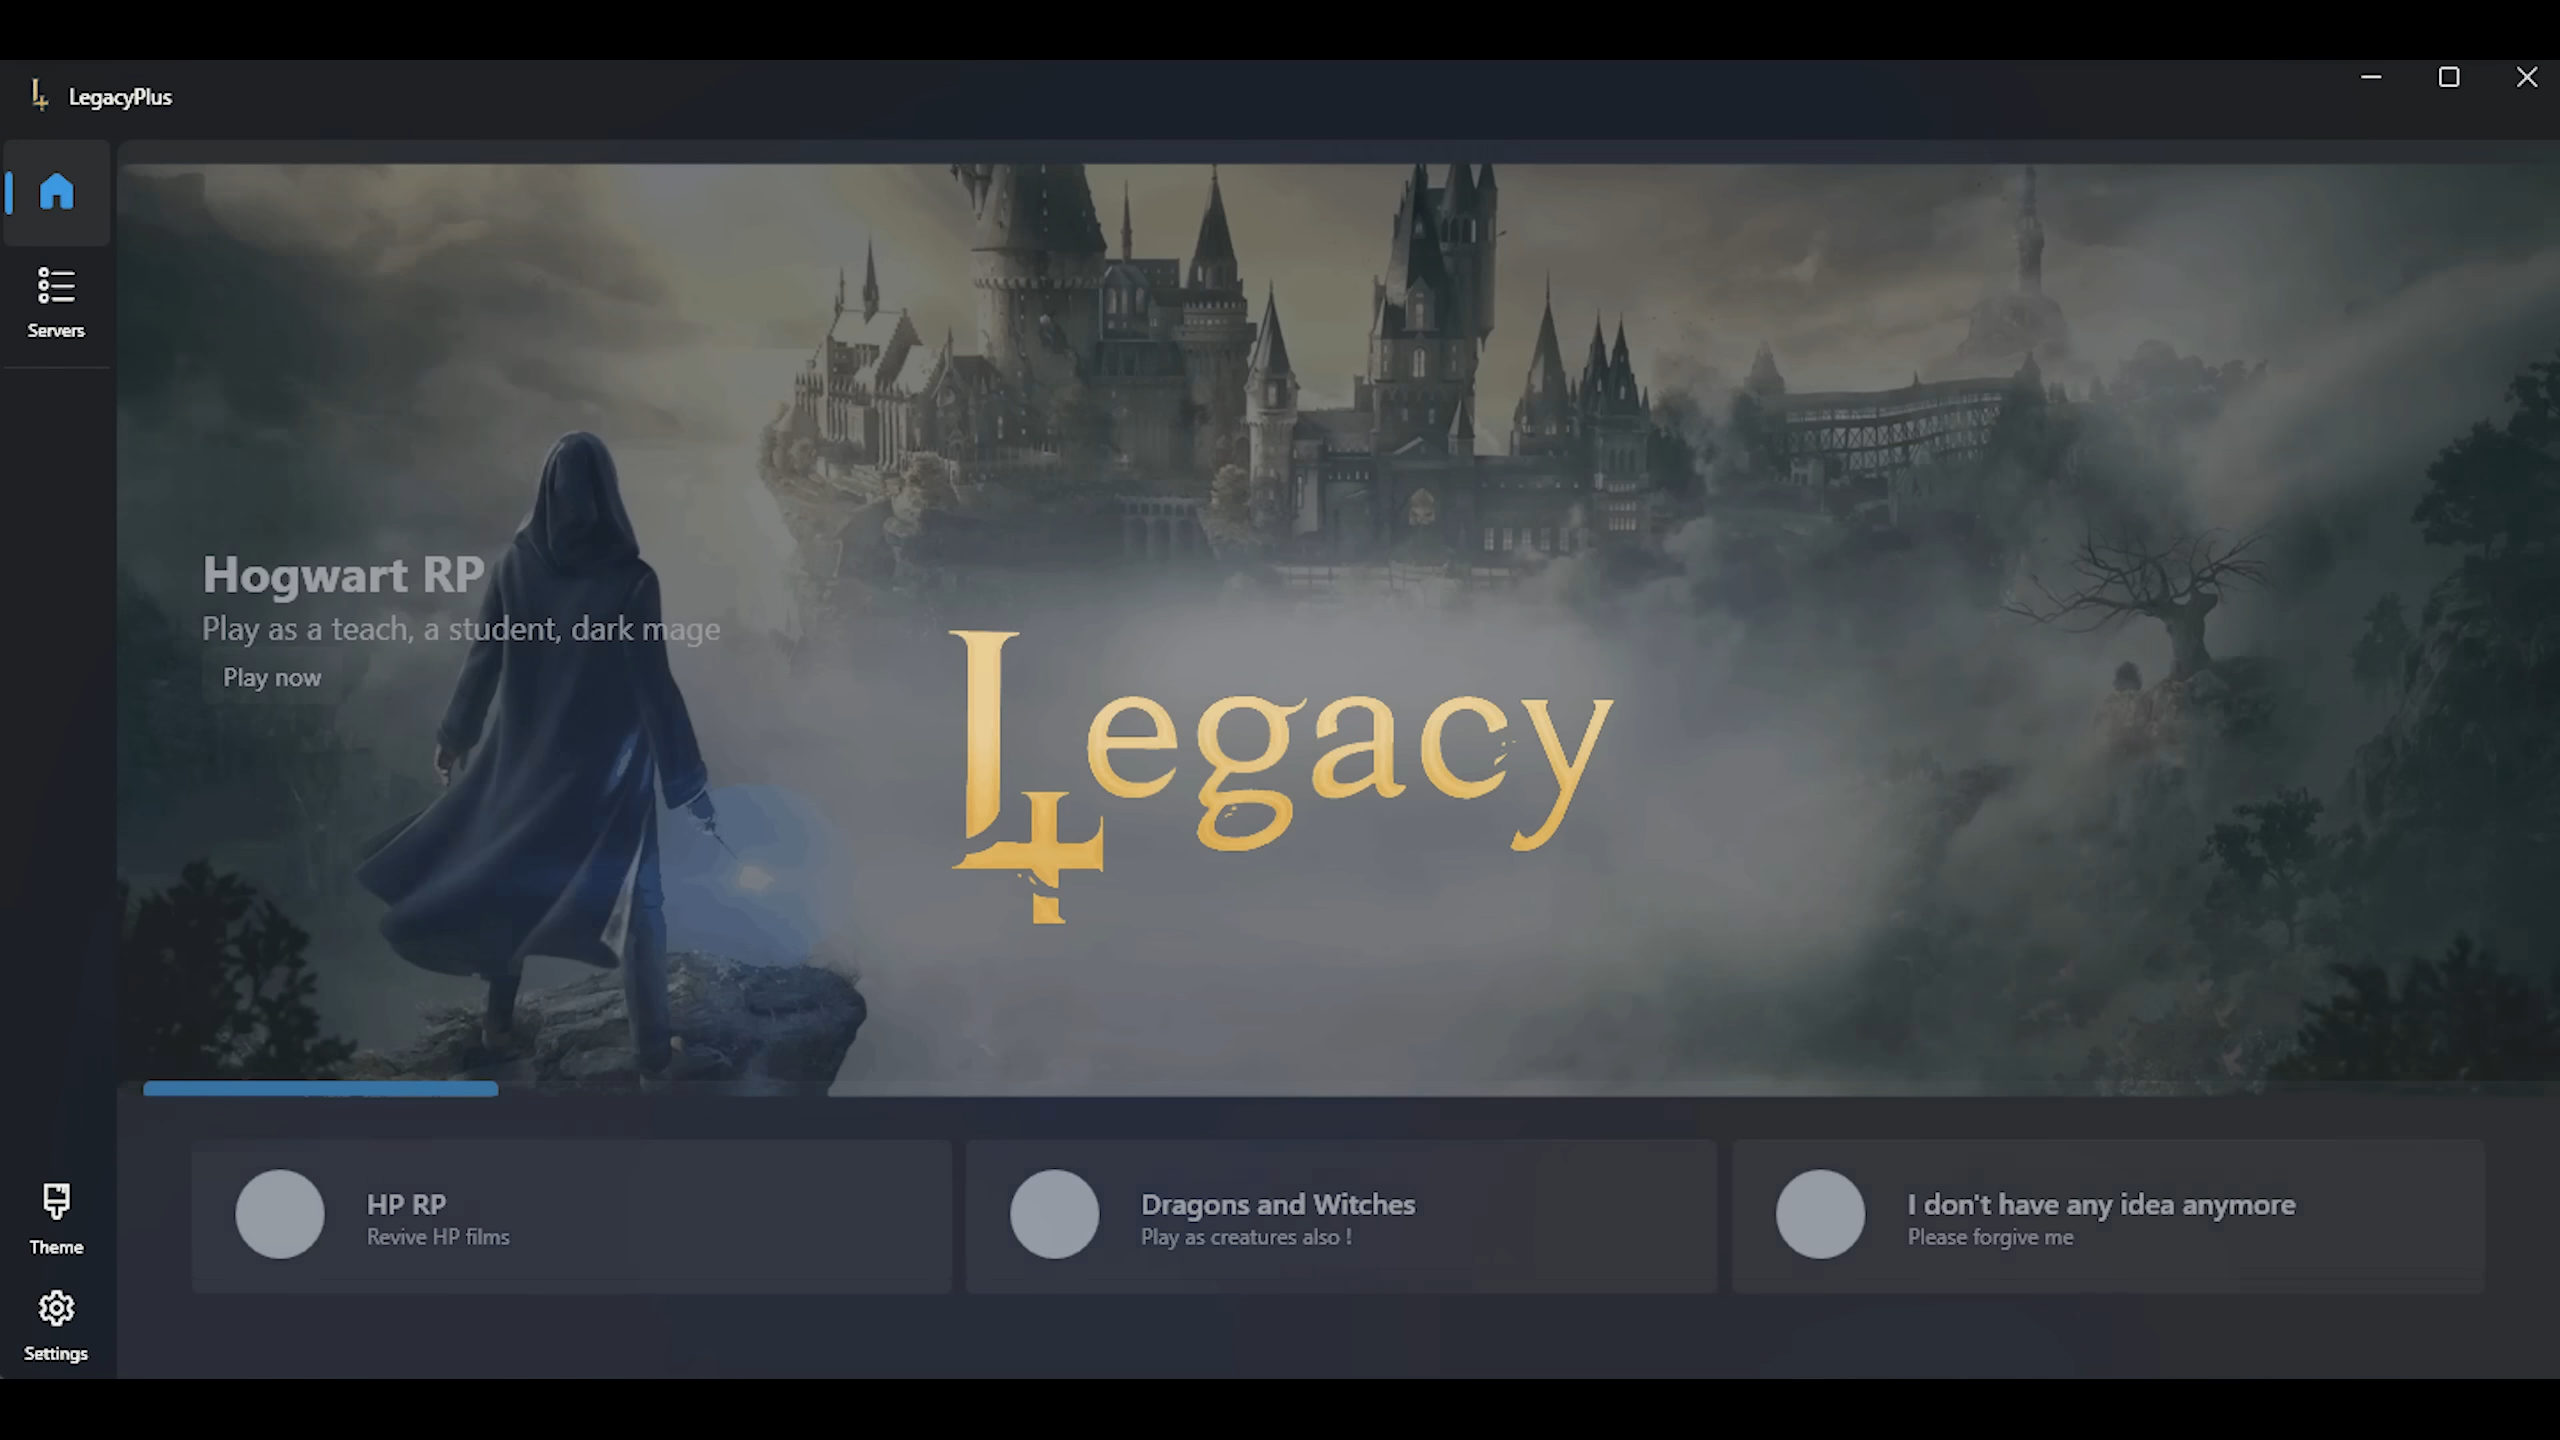 LegacyPlus
Servers
Hogwart RP
Play as a teach, a student, dark mage
Play now
Legacy
HP RP
Revive HP films
Dragons and Witches
Play as creatures also !
I don't have any idea anymore
Please forgive me
Theme
Settings